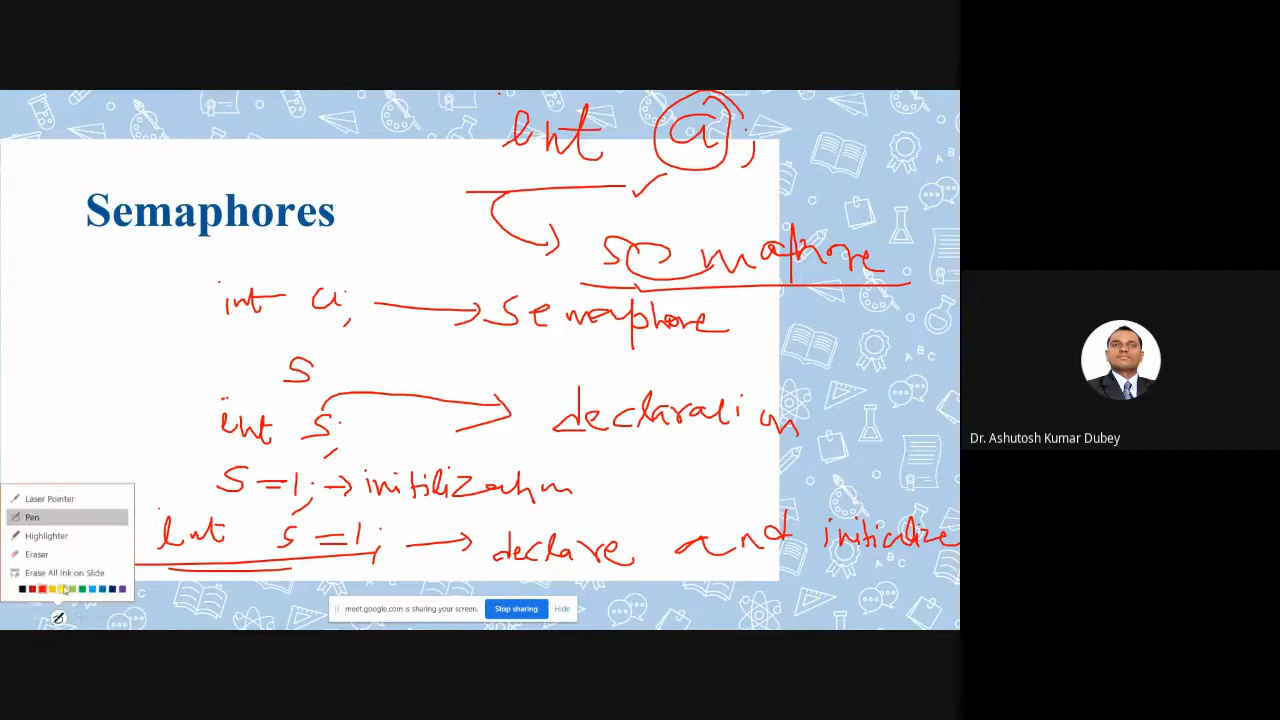 int a;
Semaphores
semaphore
int a; semaphore
S
int s; declaration
S = 1; → initilization
int s = 1; → declare and initialize
Laser Pointer
Pen
Highlighter
Eraser
Erase All Ink on Slide
meet.google.com is sharing your screen. Stop sharing Hide
Dr. Ashutosh Kumar Dubey